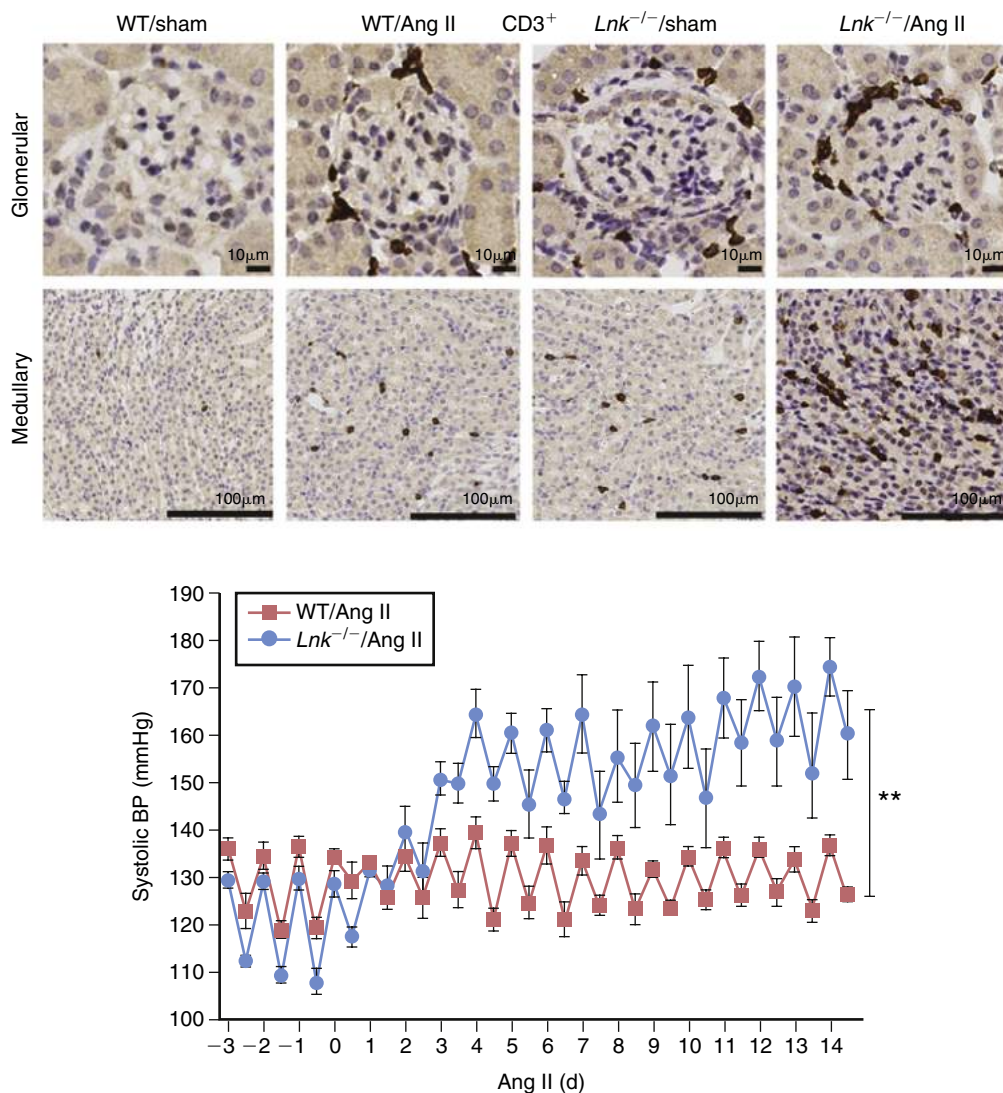 WT/sham WT/Ang II CD3⁺ Lnk⁻/⁻/sham Lnk⁻/⁻/Ang II
Glomerular
10μm 10μm 10μm 10μm
Medullary
100μm 100μm 100μm 100μm
WT/Ang II
Lnk⁻/⁻/Ang II
Systolic BP (mmHg)
190
180
170
160
150
140
130
120
110
100
**
−3 −2 −1 0 1 2 3 4 5 6 7 8 9 10 11 12 13 14
Ang II (d)